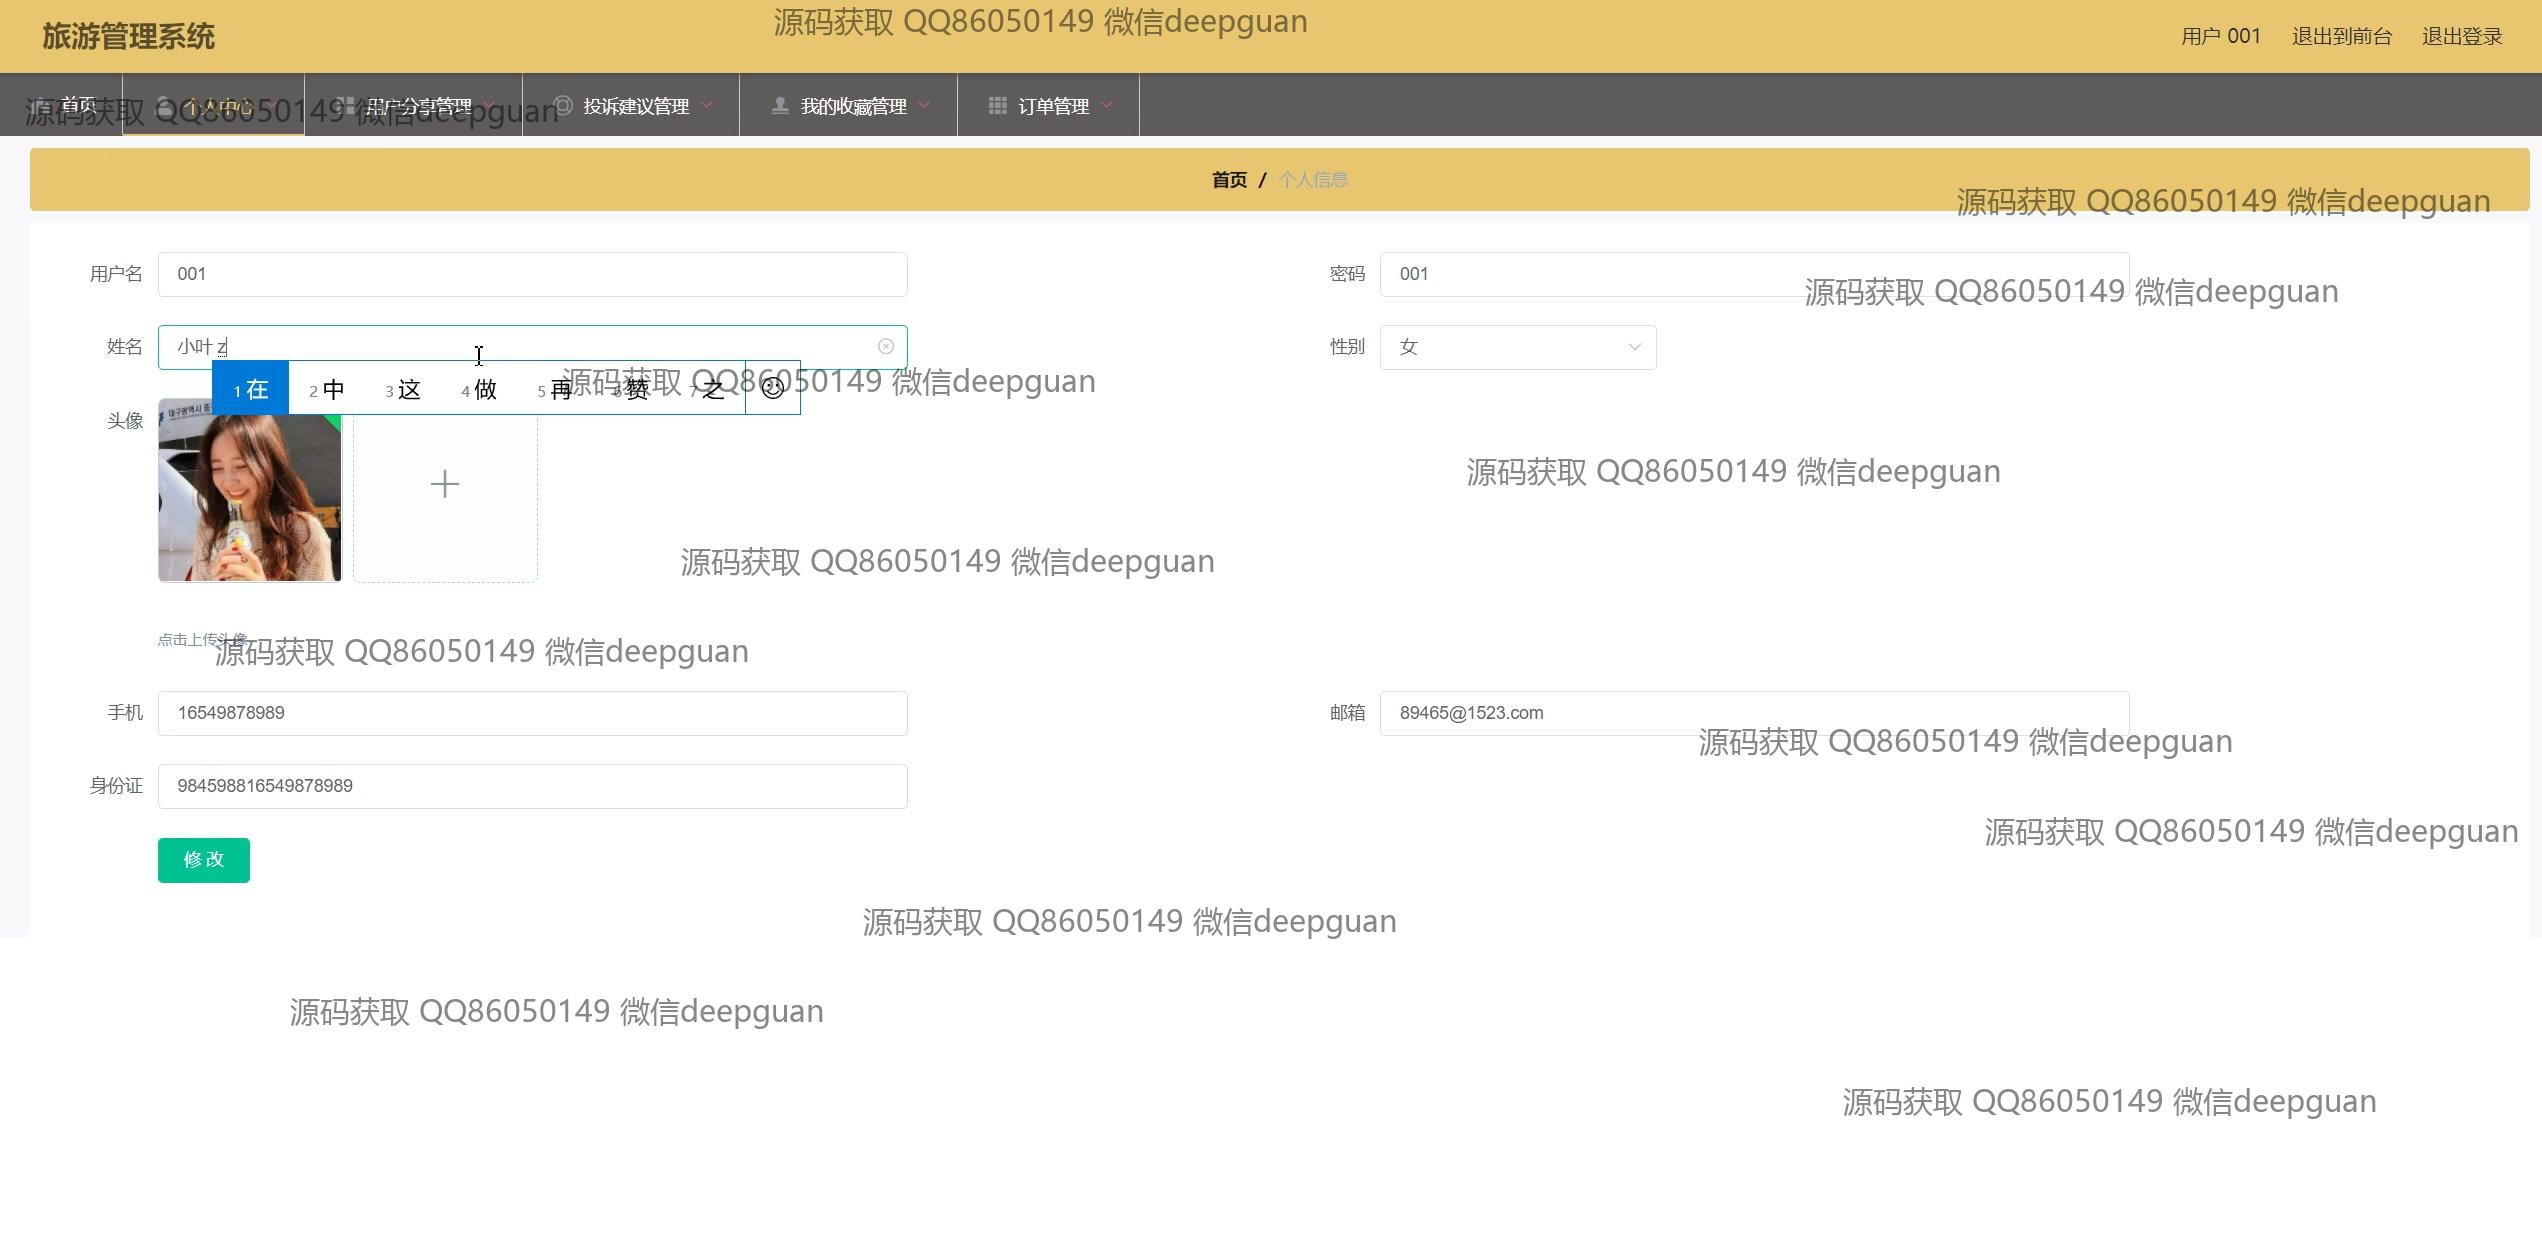 旅游管理系统
源码获取 QQ86050149 微信deepguan
用户 001 退出到前台 退出登录
首页 个人中心 用户分享管理 投诉建议管理 我的收藏管理 订单管理
源码获取 QQ86050149 微信deepguan
首页 / 个人信息
源码获取 QQ86050149 微信deepguan
用户名 001
密码 001
源码获取 QQ86050149 微信deepguan
姓名 小叶 z
性别 女
1 在 2 中 3 这 4 做 5 再 6 赞 7 之
源码获取 QQ86050149 微信deepguan
头像
源码获取 QQ86050149 微信deepguan
源码获取 QQ86050149 微信deepguan
点击上传头像
源码获取 QQ86050149 微信deepguan
手机 16549878989
邮箱 89465@1523.com
源码获取 QQ86050149 微信deepguan
身份证 984598816549878989
源码获取 QQ86050149 微信deepguan
修改
源码获取 QQ86050149 微信deepguan
源码获取 QQ86050149 微信deepguan
源码获取 QQ86050149 微信deepguan